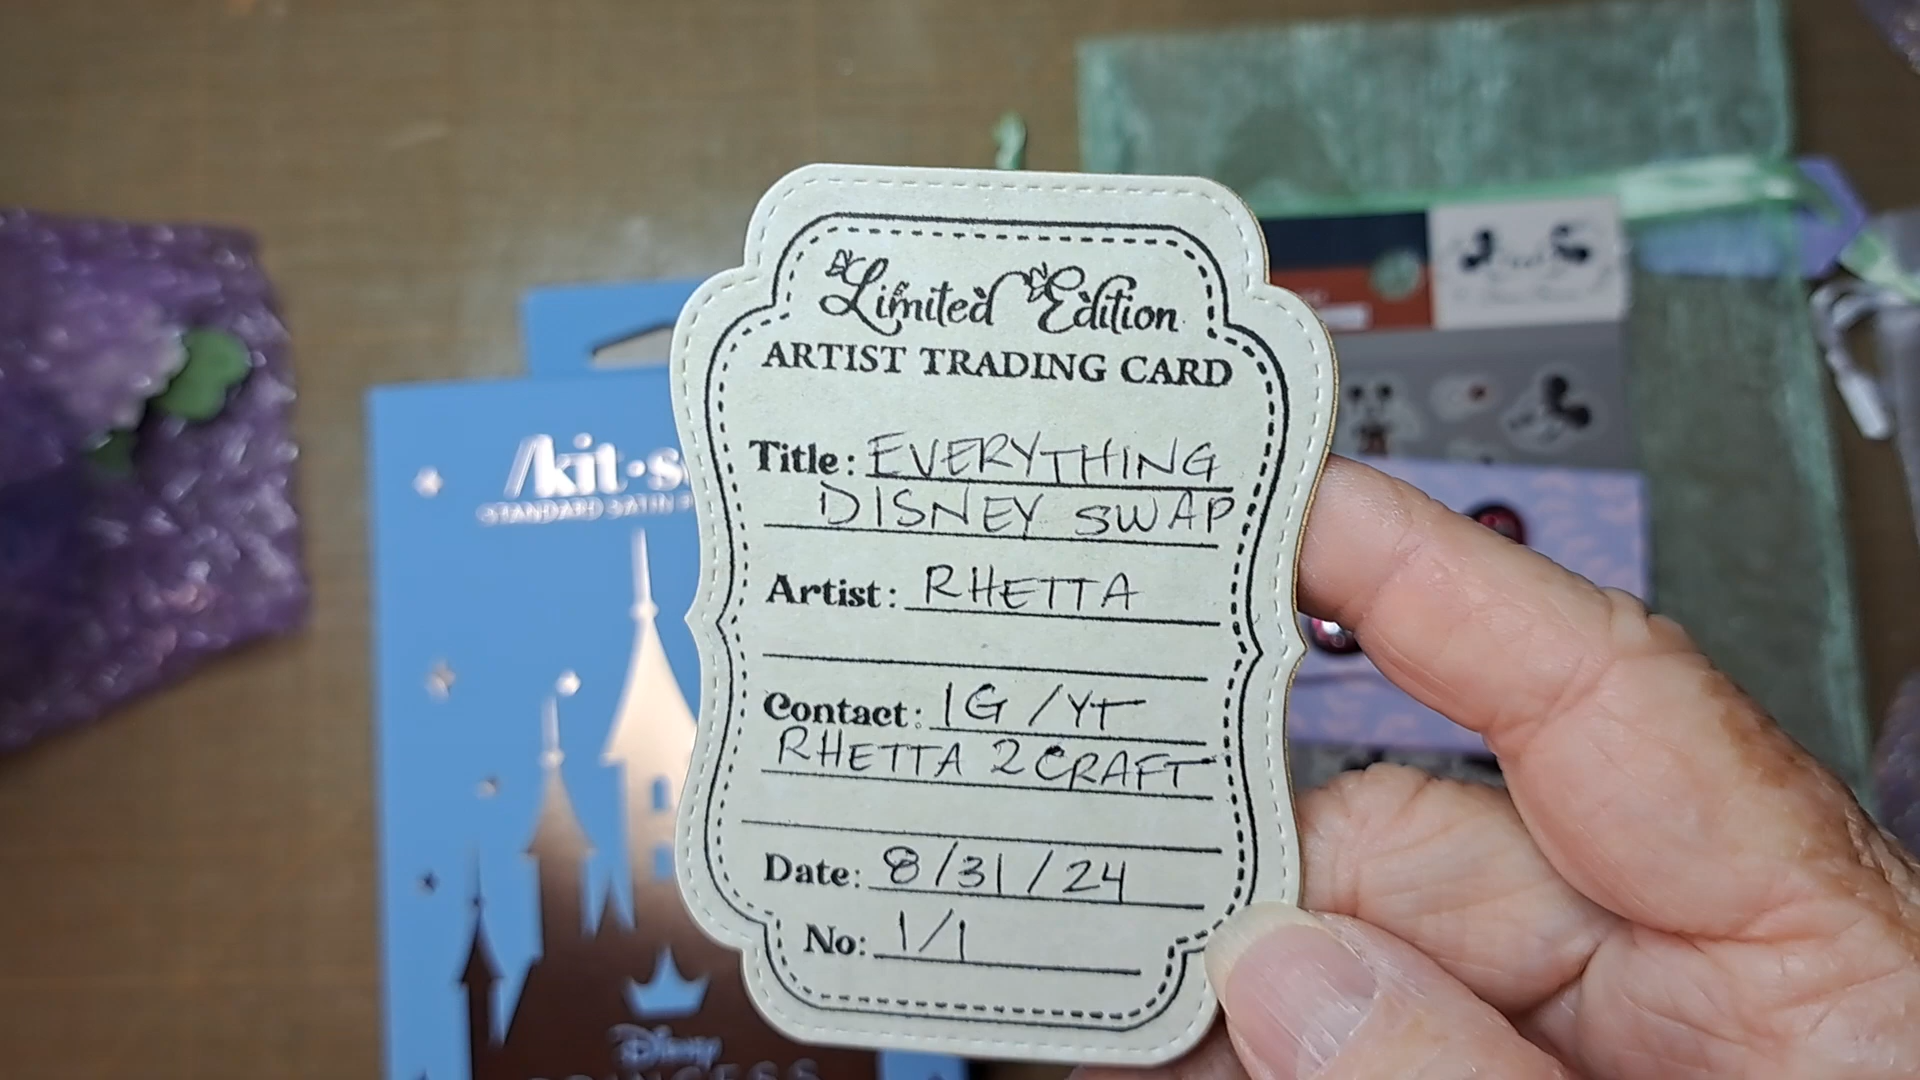 Limited Edition
ARTIST TRADING CARD
Title: EVERYTHING
DISNEY SWAP
Artist: RHETTA
Contact: IG / YT
RHETTA 2 CRAFT
Date: 8/31/24
No: 1/1
/kit·s
STANDARD SATIN
Disney
PRINCESS